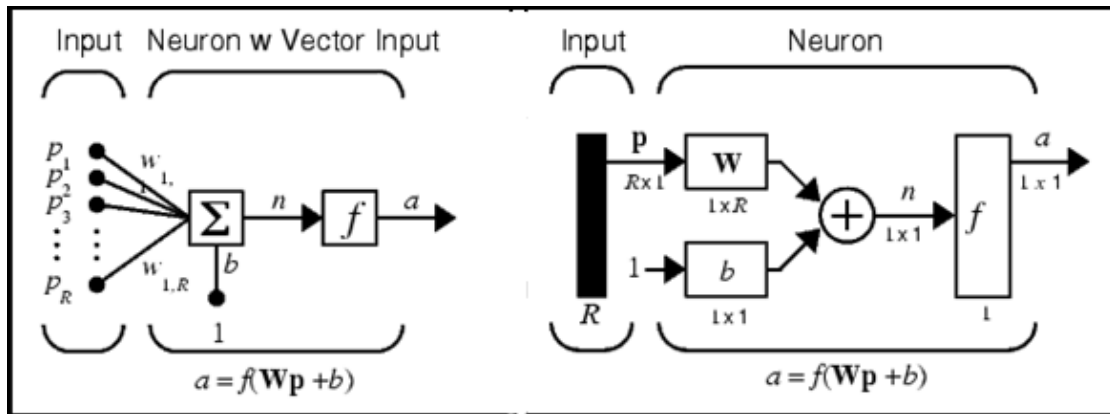 Input Neuron w Vector Input
p1
p2
p3
pR
w1,
1
w1,R
Σ
n
f
a
b
1
a = f(Wp +b)
Input Neuron
p
R x 1
W
1 x R
1
b
1 x 1
R
+
n
1 x 1
f
1
a
1 x 1
a = f(Wp +b)